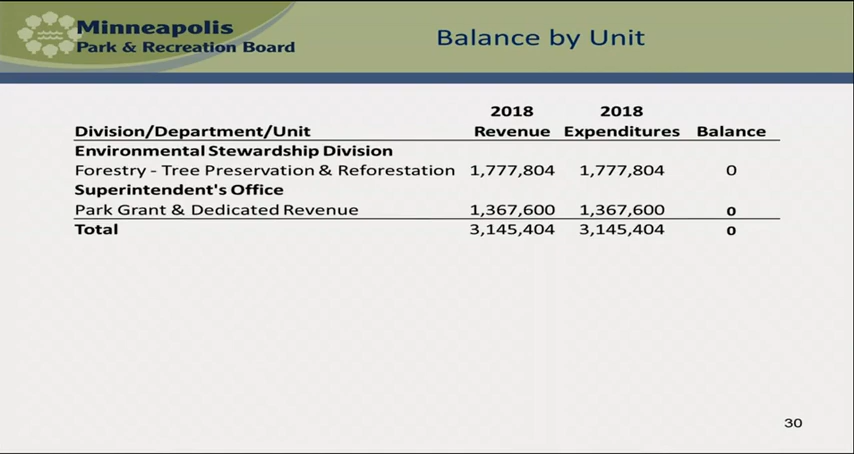 Minneapolis
Park & Recreation Board
Balance by Unit
2018 2018
Division/Department/Unit Revenue Expenditures Balance
Environmental Stewardship Division
Forestry - Tree Preservation & Reforestation 1,777,804 1,777,804 0
Superintendent's Office
Park Grant & Dedicated Revenue 1,367,600 1,367,600 0
Total 3,145,404 3,145,404 0
30